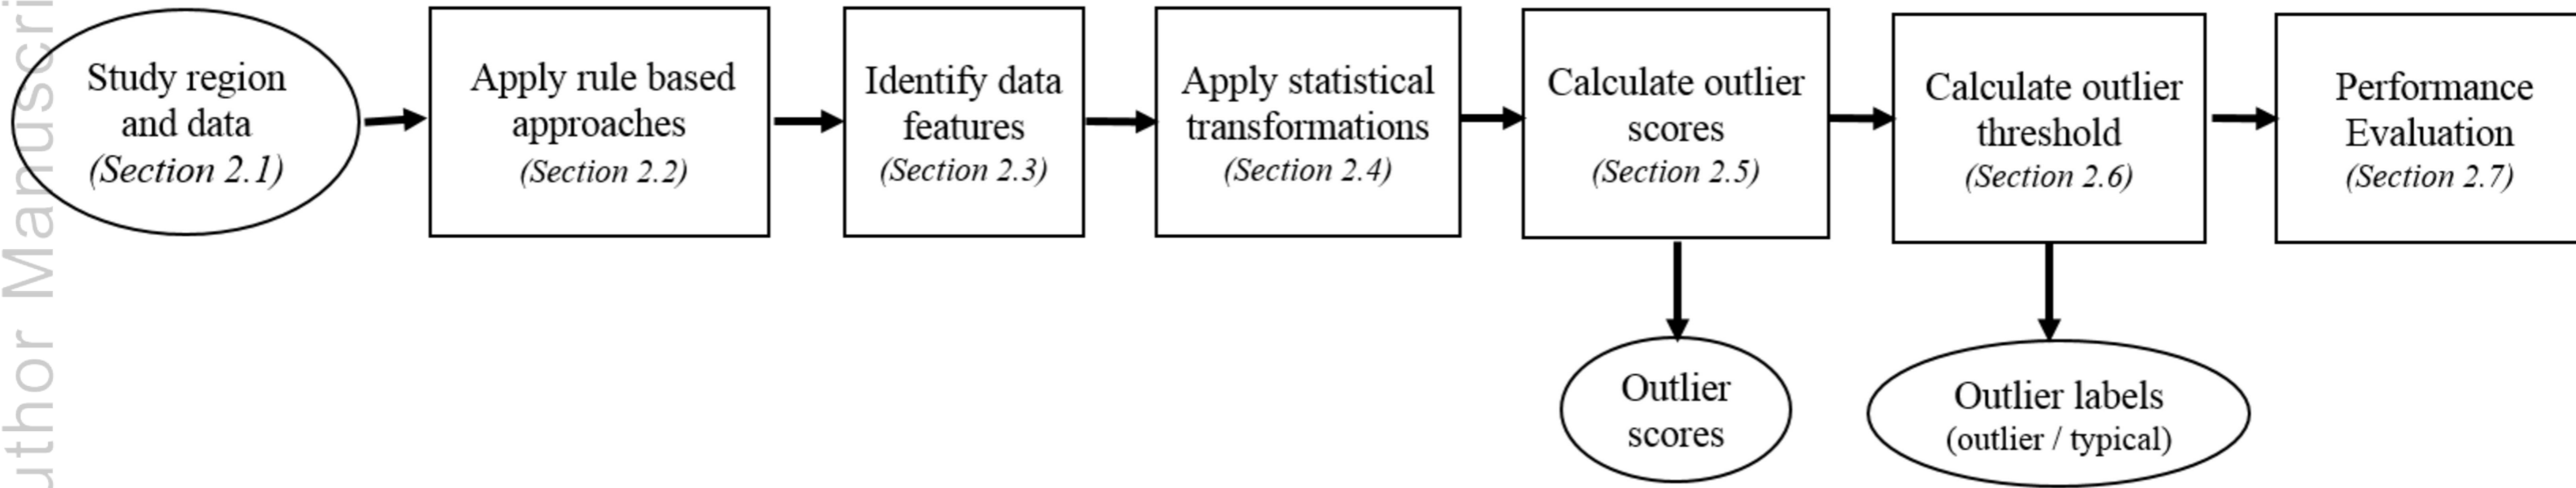 Study region
and data
(Section 2.1)
Apply rule based
approaches
(Section 2.2)
Identify data
features
(Section 2.3)
Apply statistical
transformations
(Section 2.4)
Calculate outlier
scores
(Section 2.5)
Calculate outlier
threshold
(Section 2.6)
Performance
Evaluation
(Section 2.7)
Outlier
scores
Outlier labels
(outlier / typical)
uthor Manuscri